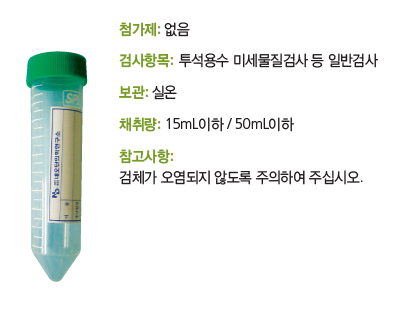 첨가제: 없음
검사항목: 투석용수 미세물질검사 등 일반검사
보관: 실온
채취량: 15mL이하 / 50mL이하
참고사항:
검체가 오염되지 않도록 주의하여 주십시오.